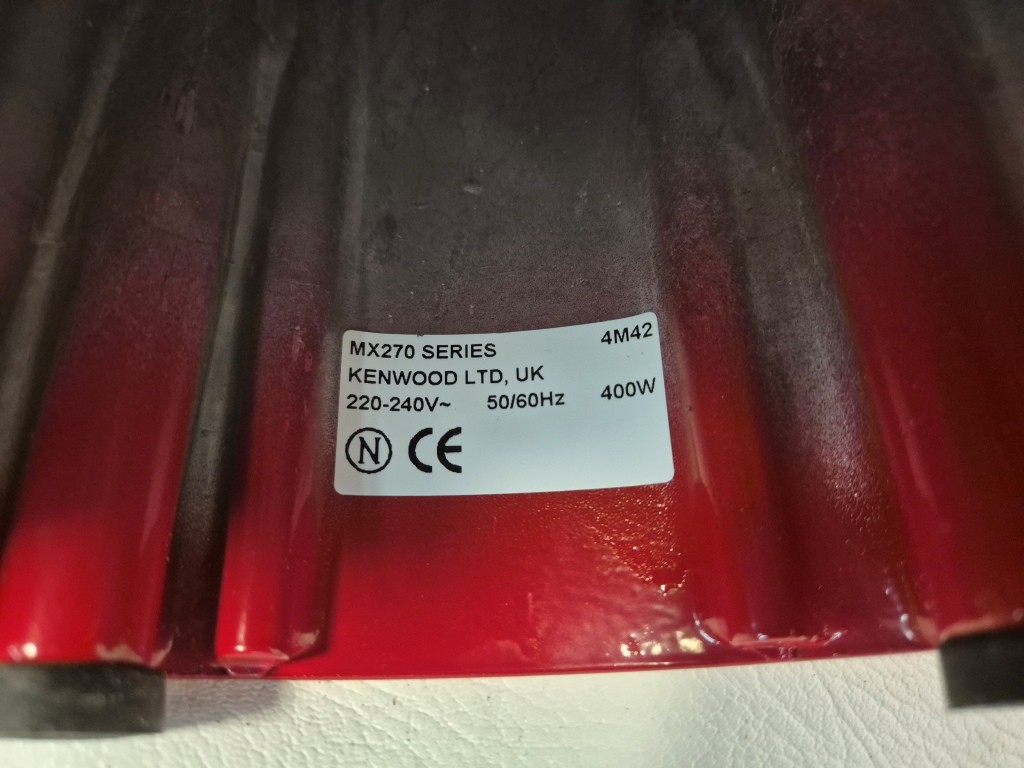 MX270 SERIES 4M42
KENWOOD LTD, UK
220-240V~ 50/60Hz 400W
N CE